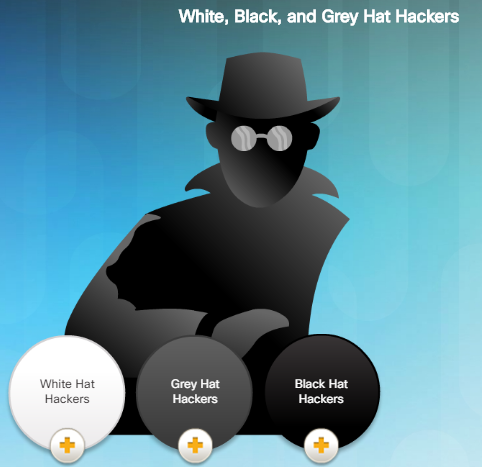 White, Black, and Grey Hat Hackers
White Hat
Hackers
Grey Hat
Hackers
Black Hat
Hackers